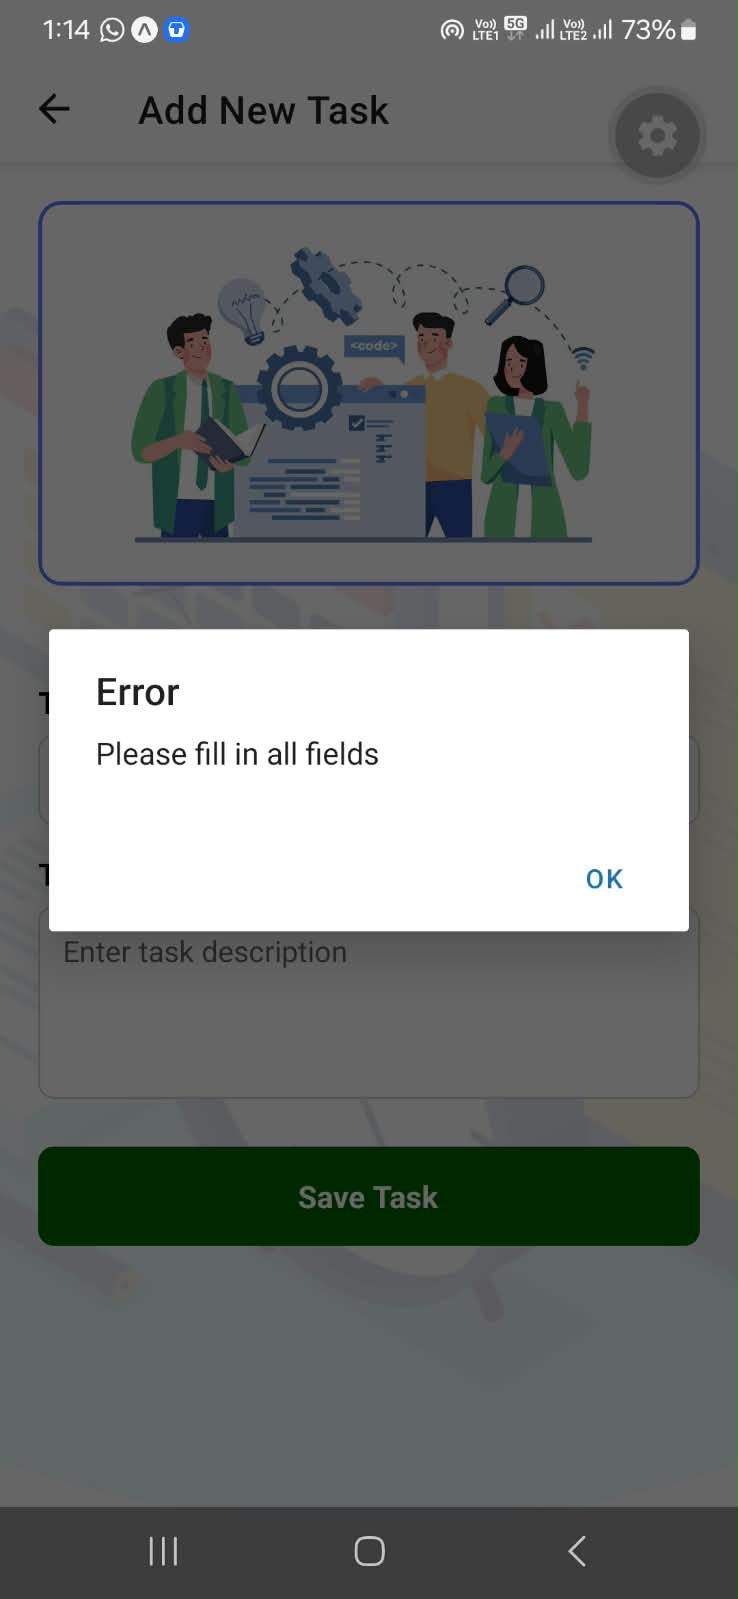 1:14 Vo)) LTE1 5G Vo)) LTE2 73%
Add New Task
<code>
Error
Please fill in all fields
OK
Enter task description
Save Task